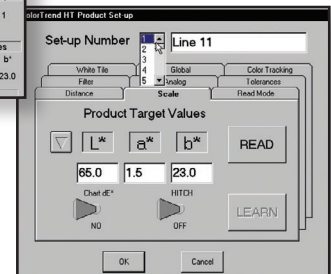 1
es
b*
23.0
ColorTrend HT Product Set-up
Set-up Number 1 Line 11
1
2
3
4
5
White Tile Global Color Tracking
Filter Analog Tolerances
Distance Scale Read Mode
Product Target Values
L* a* b* READ
65.0 1.5 23.0
Chart dE* HITCH
NO OFF LEARN
OK Cancel